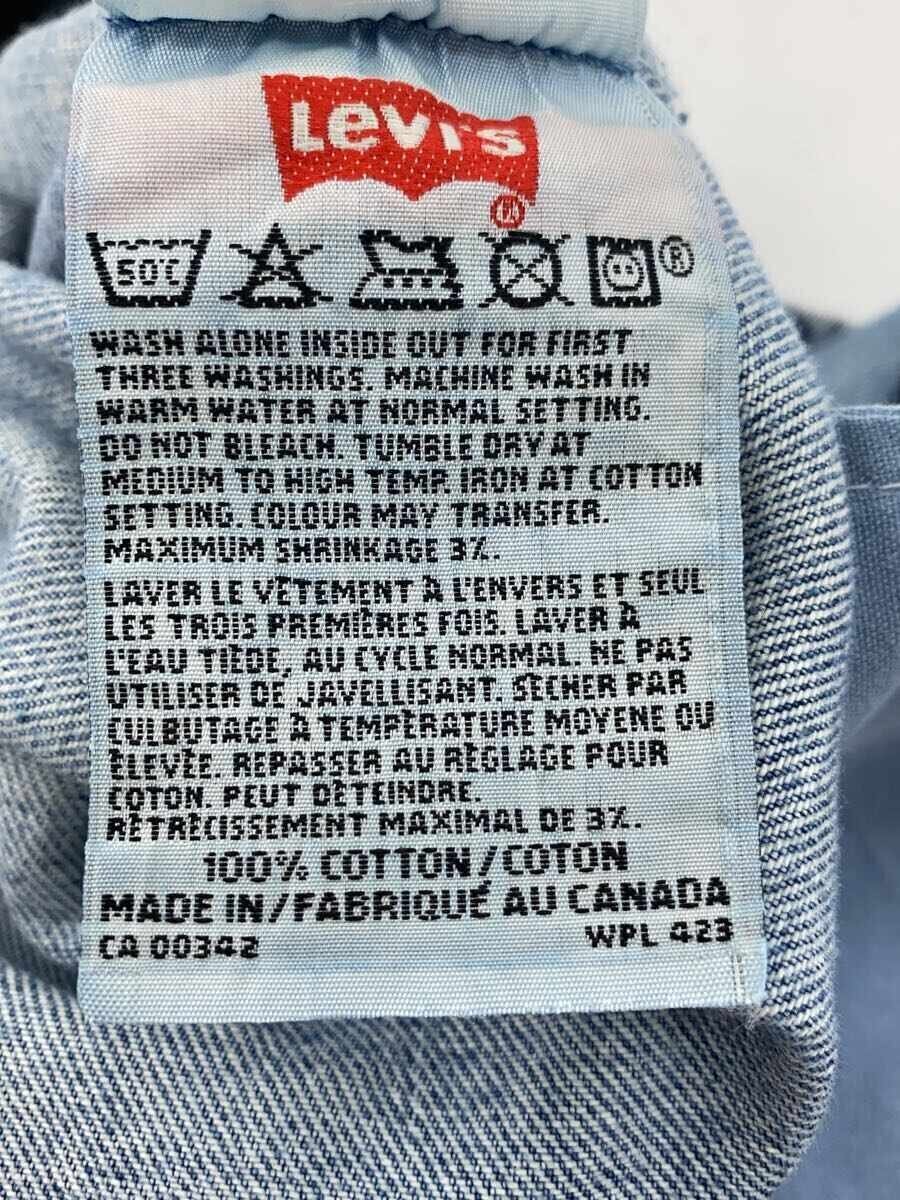 Levi's
50°C
®
WASH ALONE INSIDE OUT FOR FIRST
THREE WASHINGS. MACHINE WASH IN
WARM WATER AT NORMAL SETTING.
DO NOT BLEACH. TUMBLE DRY AT
MEDIUM TO HIGH TEMP. IRON AT COTTON
SETTING. COLOUR MAY TRANSFER.
MAXIMUM SHRINKAGE 3%.
LAVER LE VÊTEMENT À L'ENVERS ET SEUL
LES TROIS PREMIÈRES FOIS. LAVER À
L'EAU TIÈDE, AU CYCLE NORMAL. NE PAS
UTILISER DE JAVELLISANT. SÉCHER PAR
CULBUTAGE À TEMPÉRATURE MOYENE OU
ÉLEVÉE. REPASSER AU RÉGLAGE POUR
COTON. PEUT DÉTEINDRE.
RÉTRÉCISSEMENT MAXIMAL DE 3%.
100% COTTON/COTON
MADE IN/FABRIQUÉ AU CANADA
CA 00342 WPL 423